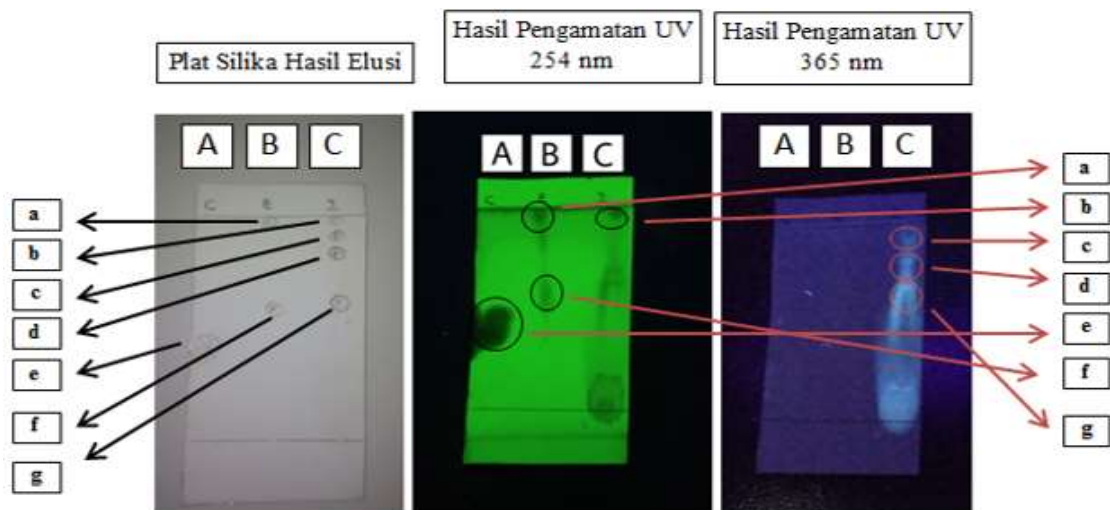 Plat Silika Hasil Elusi
Hasil Pengamatan UV
254 nm
Hasil Pengamatan UV
365 nm
A B C
A B C
A B C
a
b
c
d
e
f
g
a
b
c
d
e
f
g